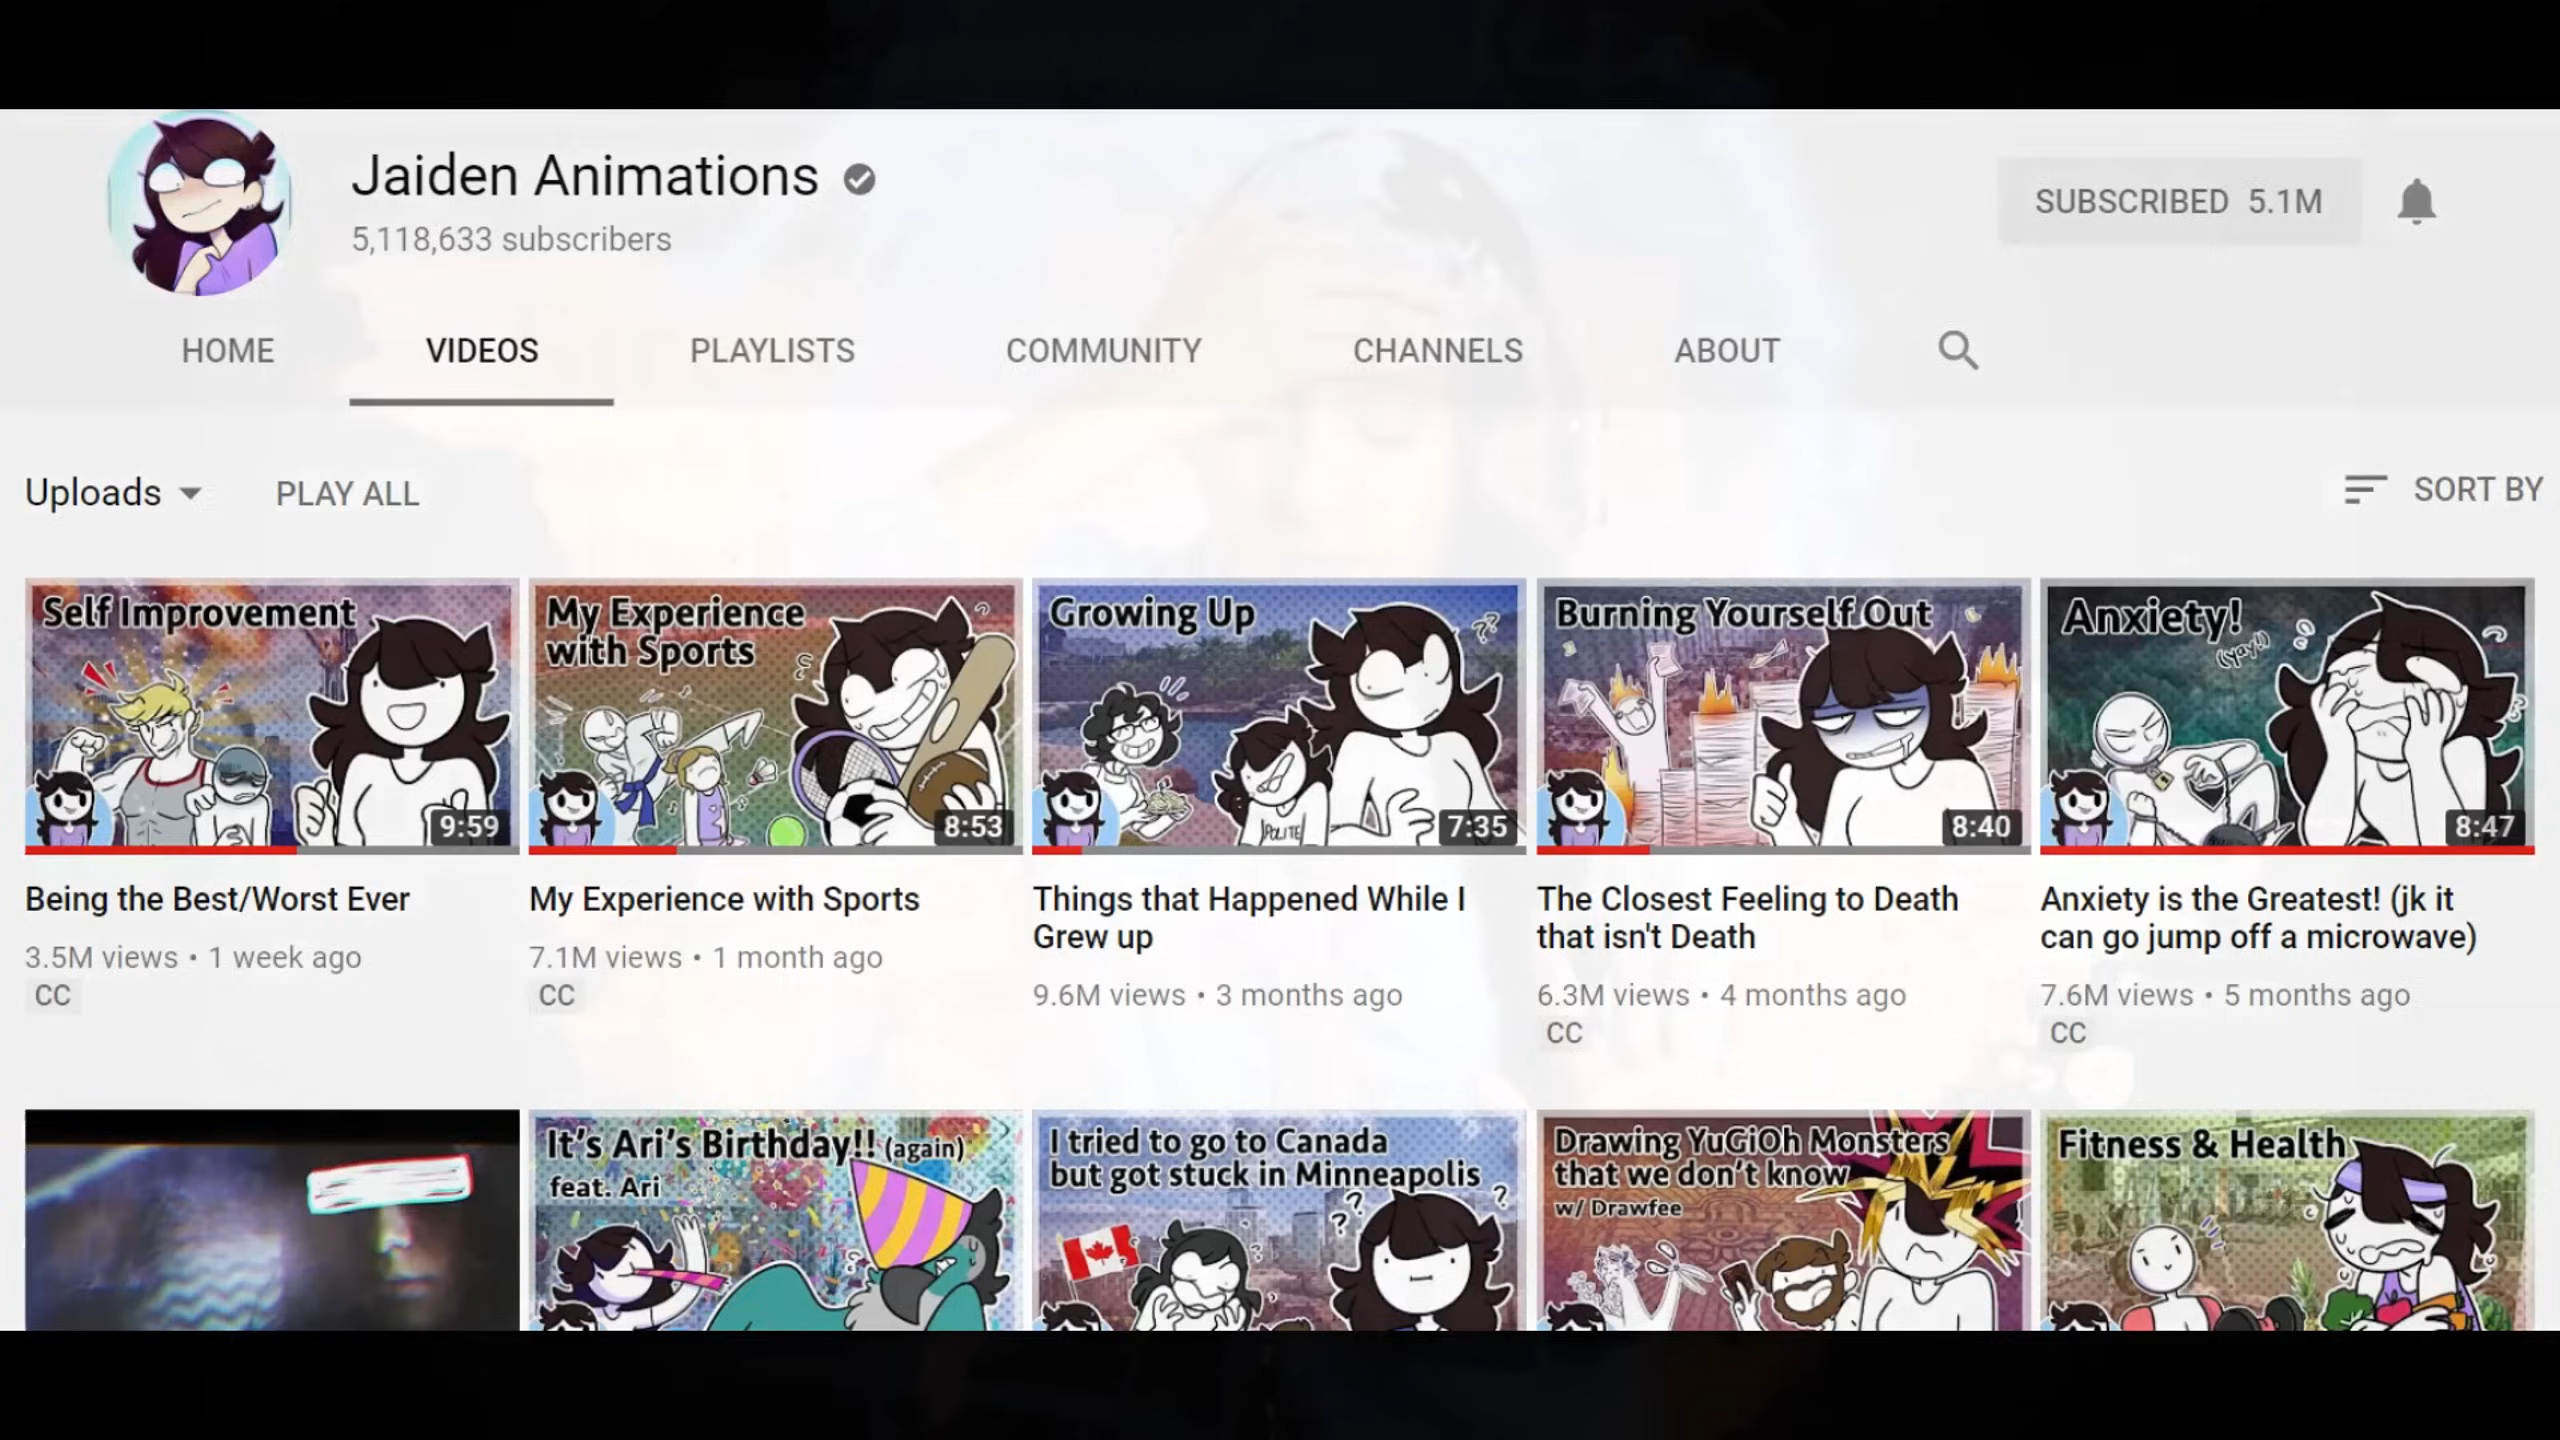 Jaiden Animations
5,118,633 subscribers
SUBSCRIBED 5.1M
HOME
VIDEOS
PLAYLISTS
COMMUNITY
CHANNELS
ABOUT
Uploads
PLAY ALL
SORT BY
Self Improvement
9:59
My Experience
with Sports
8:53
Growing Up
POLITE
7:35
Burning Yourself Out
8:40
Anxiety!
(yay!)
8:47
Being the Best/Worst Ever
3.5M views • 1 week ago
CC
My Experience with Sports
7.1M views • 1 month ago
CC
Things that Happened While I
Grew up
9.6M views • 3 months ago
The Closest Feeling to Death
that isn't Death
6.3M views • 4 months ago
CC
Anxiety is the Greatest! (jk it
can go jump off a microwave)
7.6M views • 5 months ago
CC
It's Ari's Birthday!! (again)
feat. Ari
I tried to go to Canada
but got stuck in Minneapolis
Drawing YuGiOh Monsters
that we don't know
w/ Drawfee
Fitness & Health